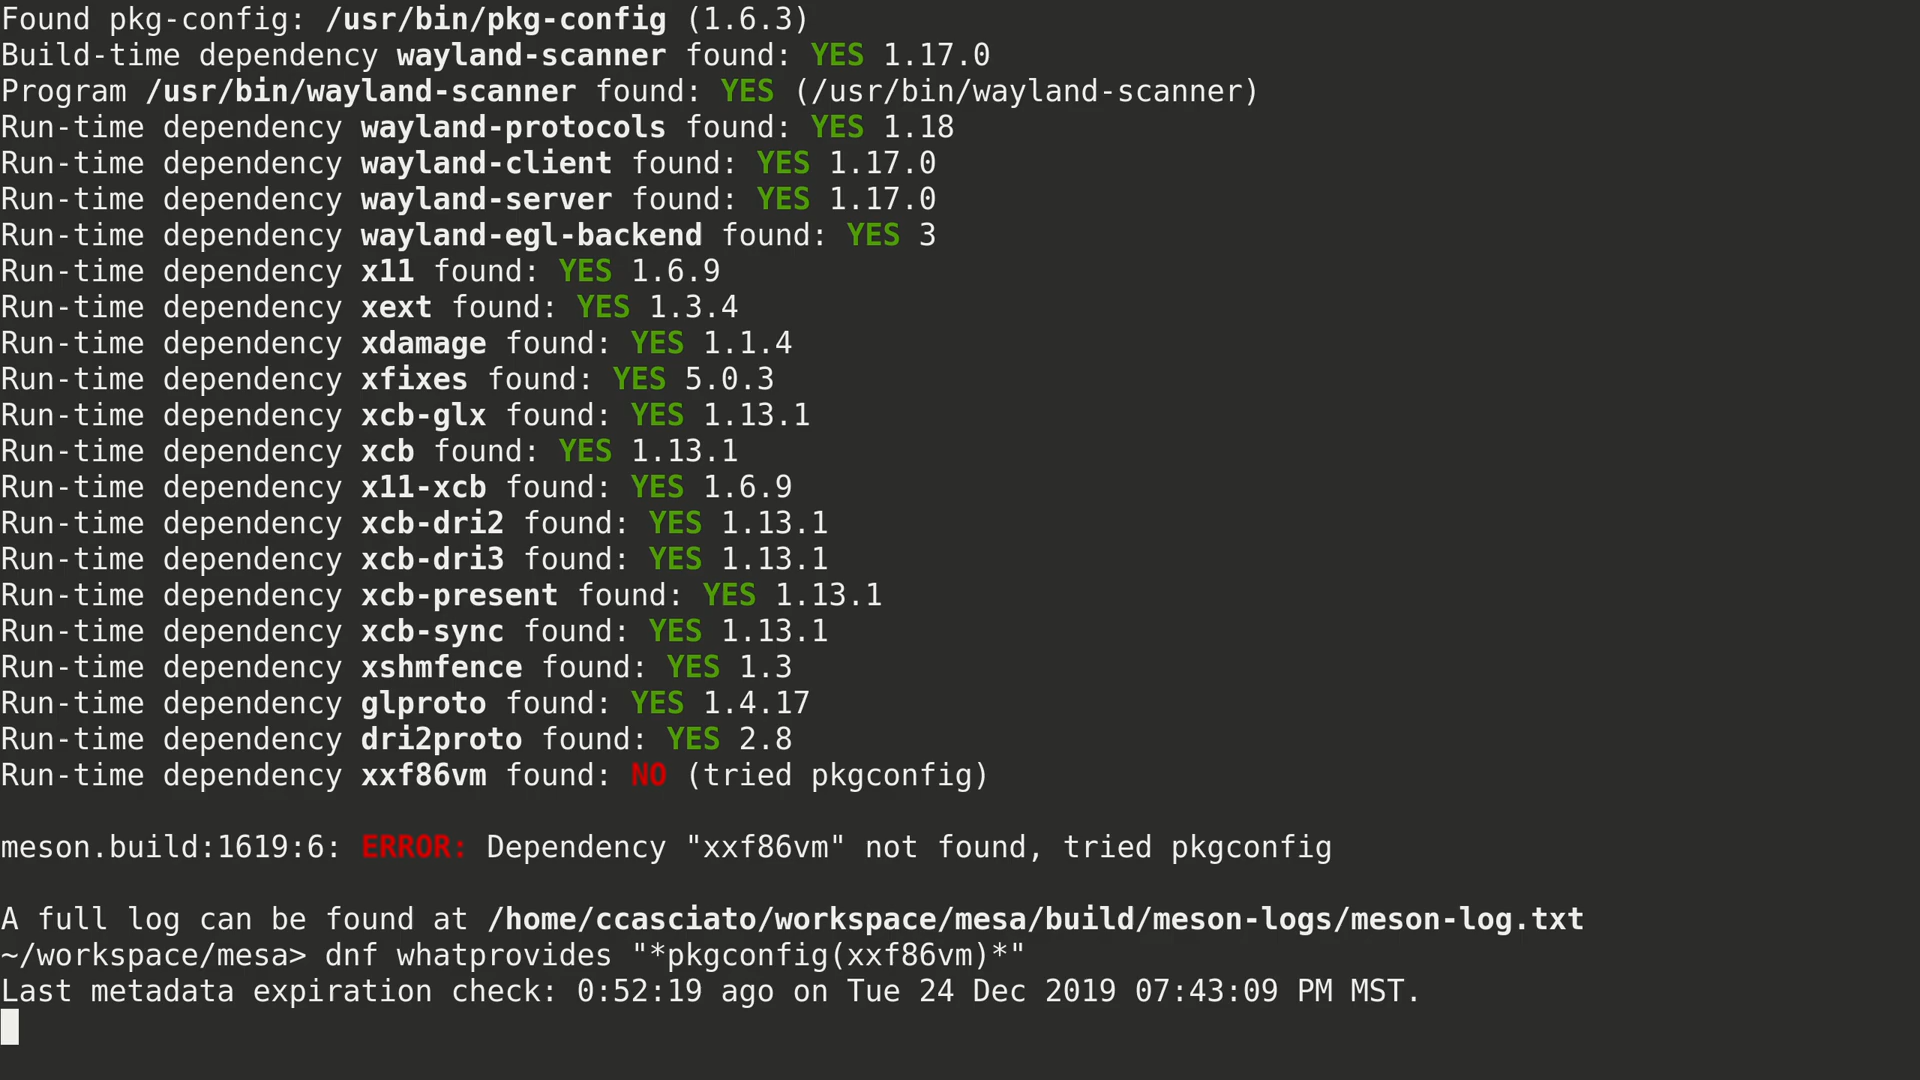 Found pkg-config: /usr/bin/pkg-config (1.6.3)
Build-time dependency wayland-scanner found: YES 1.17.0
Program /usr/bin/wayland-scanner found: YES (/usr/bin/wayland-scanner)
Run-time dependency wayland-protocols found: YES 1.18
Run-time dependency wayland-client found: YES 1.17.0
Run-time dependency wayland-server found: YES 1.17.0
Run-time dependency wayland-egl-backend found: YES 3
Run-time dependency x11 found: YES 1.6.9
Run-time dependency xext found: YES 1.3.4
Run-time dependency xdamage found: YES 1.1.4
Run-time dependency xfixes found: YES 5.0.3
Run-time dependency xcb-glx found: YES 1.13.1
Run-time dependency xcb found: YES 1.13.1
Run-time dependency x11-xcb found: YES 1.6.9
Run-time dependency xcb-dri2 found: YES 1.13.1
Run-time dependency xcb-dri3 found: YES 1.13.1
Run-time dependency xcb-present found: YES 1.13.1
Run-time dependency xcb-sync found: YES 1.13.1
Run-time dependency xshmfence found: YES 1.3
Run-time dependency glproto found: YES 1.4.17
Run-time dependency dri2proto found: YES 2.8
Run-time dependency xxf86vm found: NO (tried pkgconfig)
meson.build:1619:6: ERROR: Dependency "xxf86vm" not found, tried pkgconfig
A full log can be found at /home/ccasciato/workspace/mesa/build/meson-logs/meson-log.txt
~/workspace/mesa> dnf whatprovides "*pkgconfig(xxf86vm)*"
Last metadata expiration check: 0:52:19 ago on Tue 24 Dec 2019 07:43:09 PM MST.